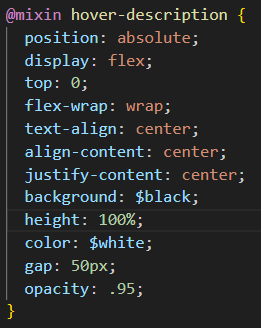 @mixin hover-description {
position: absolute;
display: flex;
top: 0;
flex-wrap: wrap;
text-align: center;
align-content: center;
justify-content: center;
background: $black;
height: 100%;
color: $white;
gap: 50px;
opacity: .95;
}